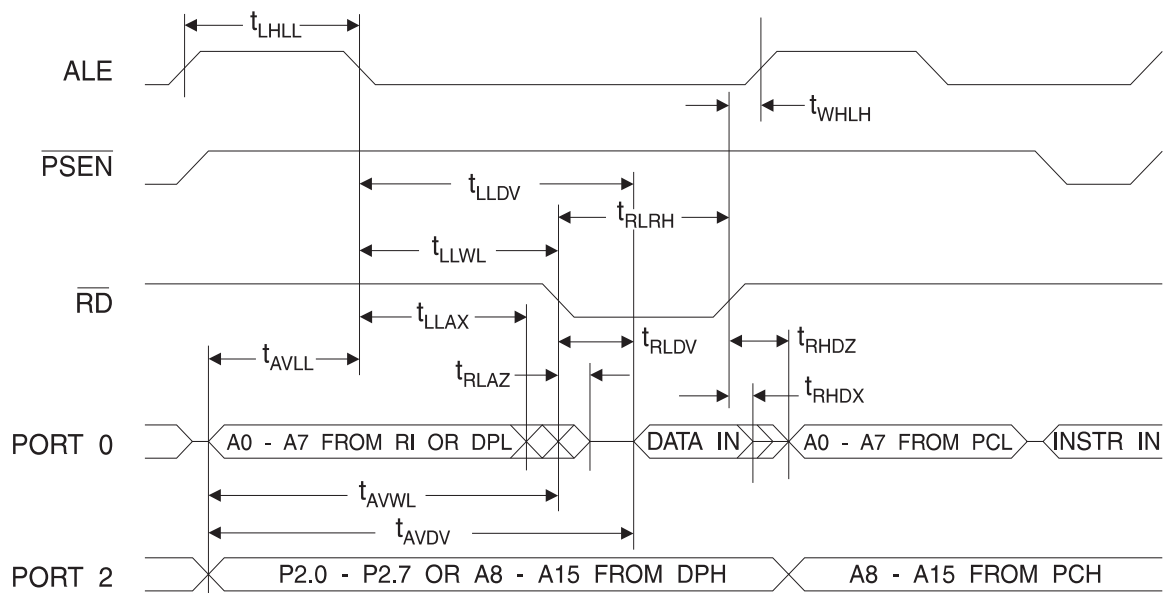 tLHLL
ALE
tWHLH
PSEN
tLLDV
tRLRH
tLLWL
RD
tLLAX
tRLDV
tRHDZ
tAVLL
tRLAZ
tRHDX
PORT 0
A0 - A7 FROM RI OR DPL
DATA IN
A0 - A7 FROM PCL
INSTR IN
tAVWL
tAVDV
PORT 2
P2.0 - P2.7 OR A8 - A15 FROM DPH
A8 - A15 FROM PCH